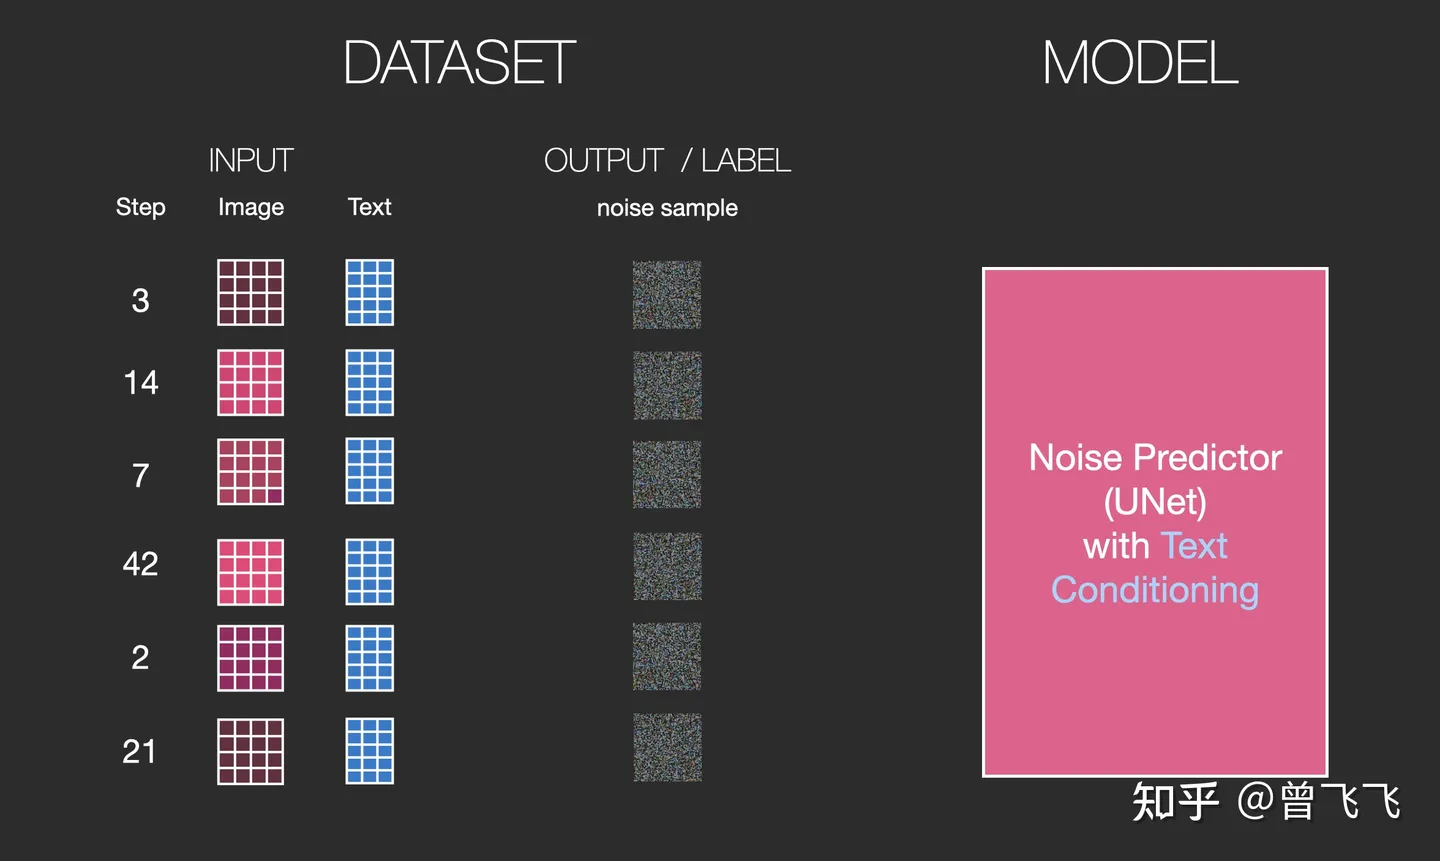 DATASET
MODEL
INPUT
OUTPUT / LABEL
Step
Image
Text
noise sample
3
14
7
42
2
21
Noise Predictor
(UNet)
with Text
Conditioning
知乎 @曾飞飞